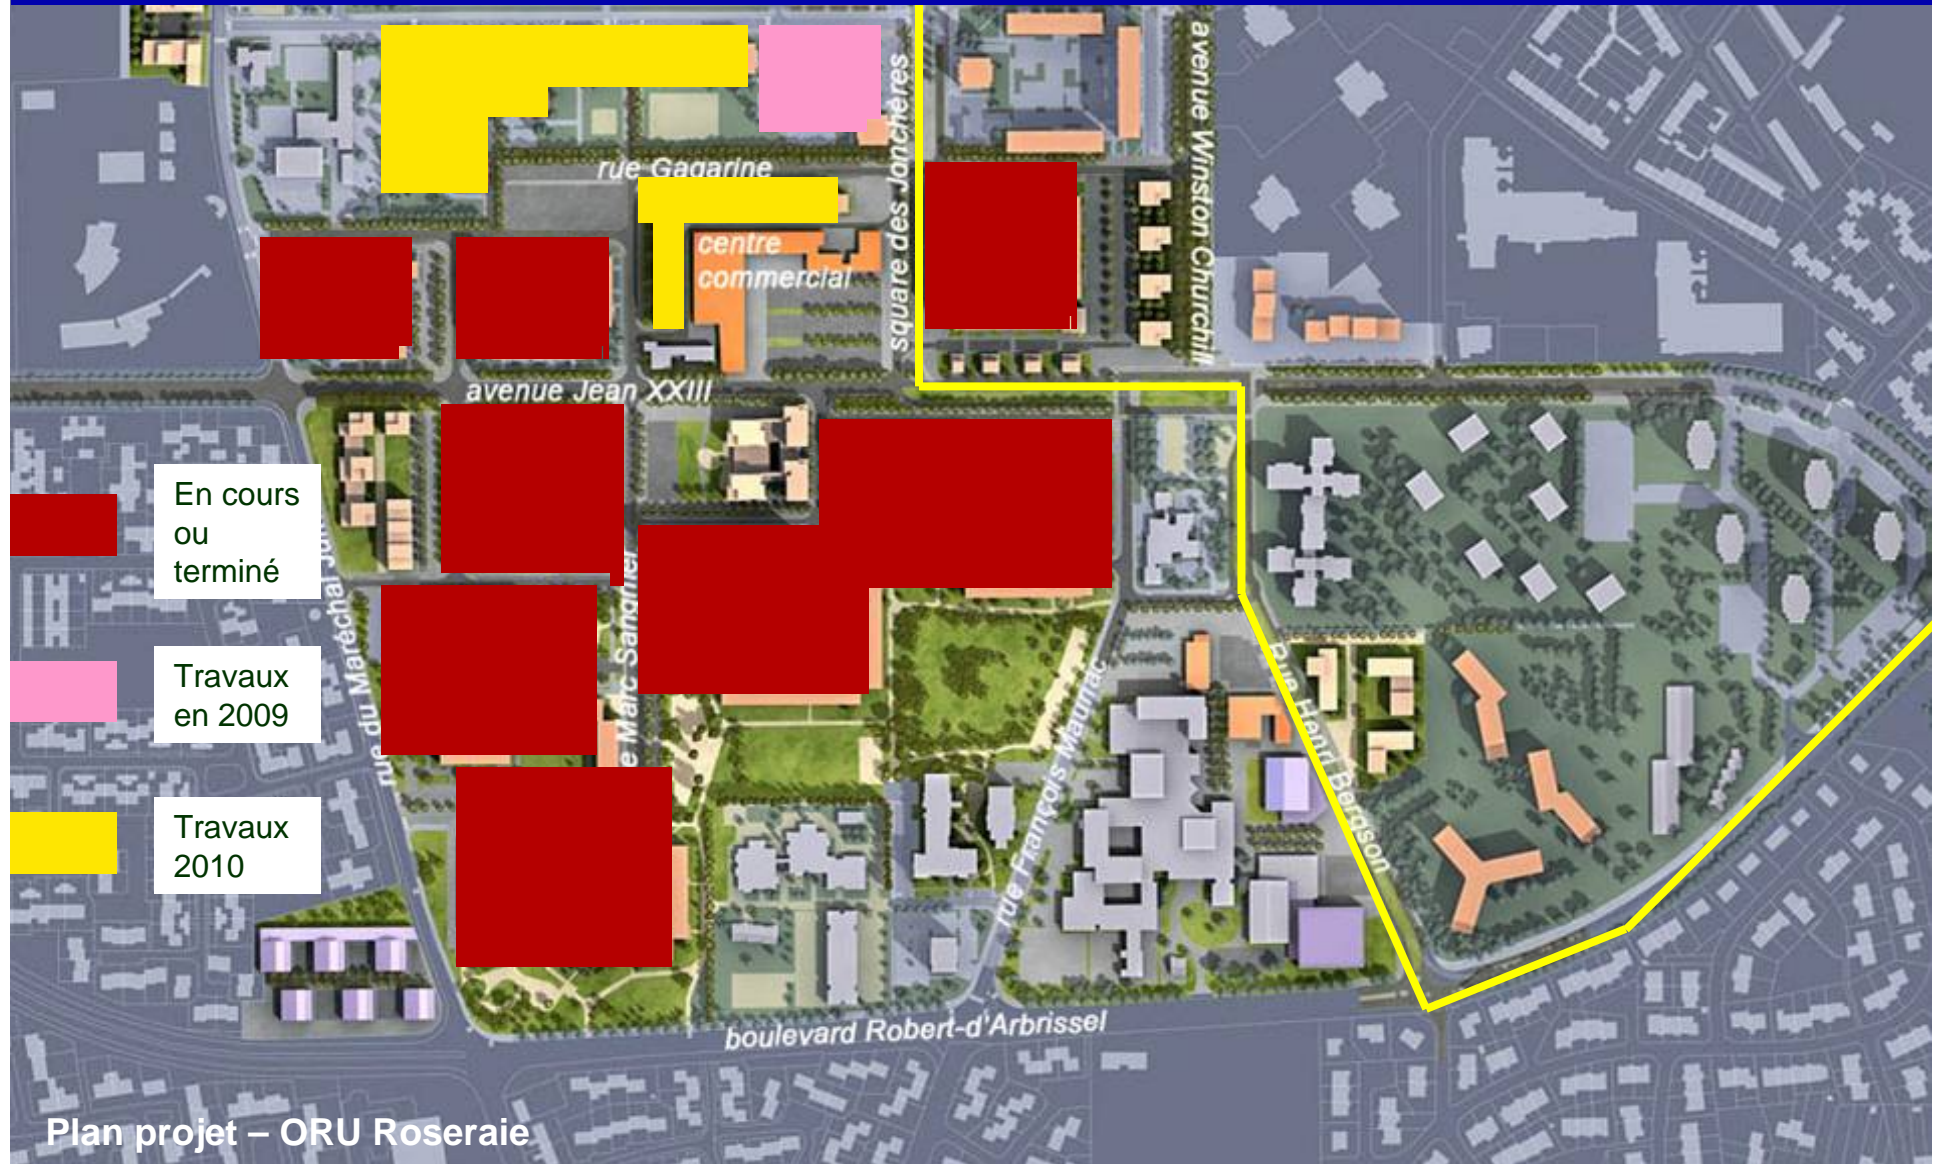 avenue Winston Churchill
square des Jonchères
rue Gagarine
centre
commercial
avenue Jean XXIII
En cours
ou
terminé
Travaux
en 2009
Travaux
2010
rue du Maréchal
Marc Sangnier
rue François Mauriac
Rue Henri Bergson
boulevard Robert-d'Arbrissel
Plan projet – ORU Roseraie